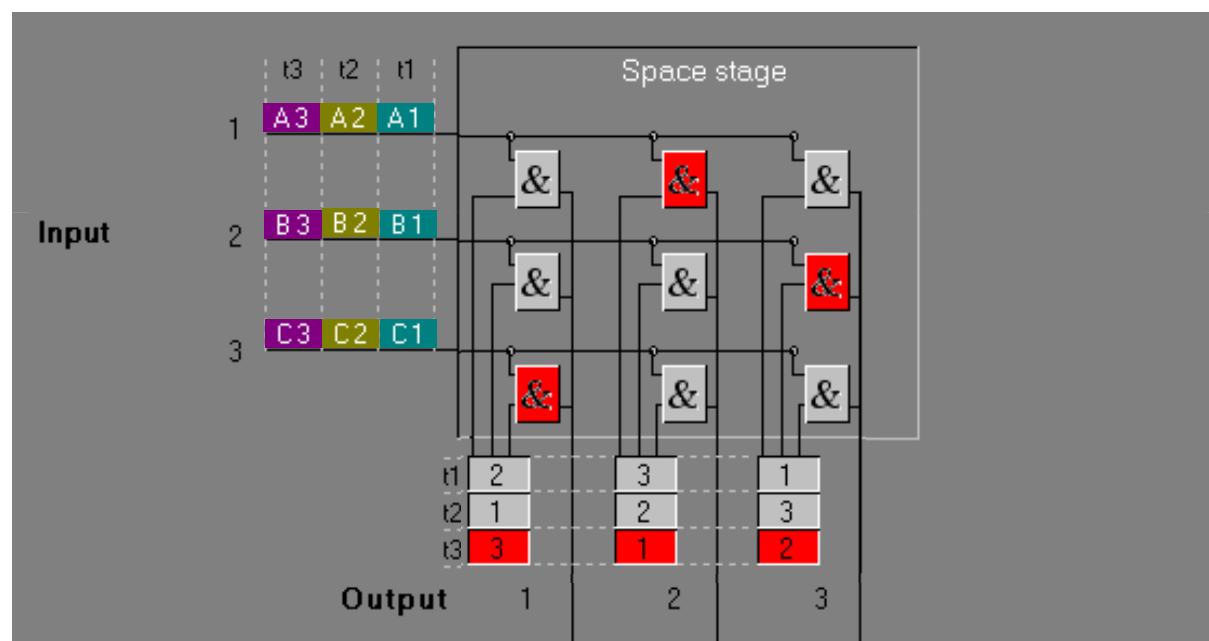 t3 t2 t1 Space stage
1 A3 A2 A1
& & &
Input 2 B3 B2 B1
& & &
3 C3 C2 C1
& & &
t1 2 3 1
t2 1 2 3
t3 3 1 2
Output 1 2 3